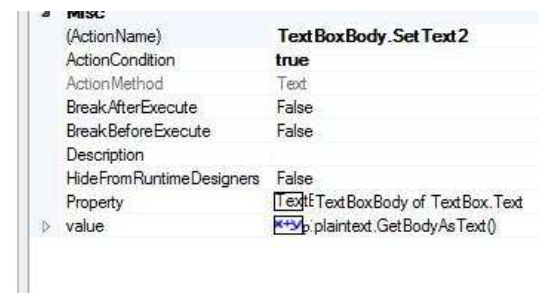 Misc
(ActionName) TextBoxBody.SetText2
ActionCondition true
ActionMethod Text
BreakAfterExecute False
BreakBeforeExecute False
Description
HideFromRuntimeDesigners False
Property Text TextBoxBody of TextBox.Text
value x+y plaintext.GetBodyAsText()